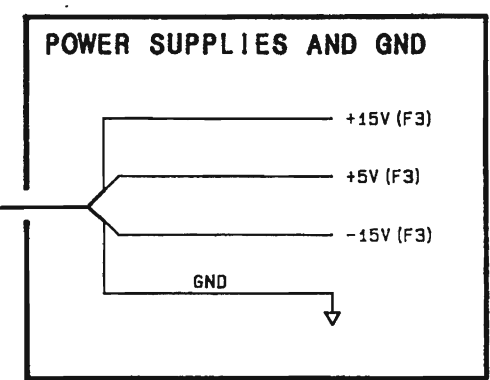 POWER SUPPLIES AND GND
+15V (F3)
+5V (F3)
-15V (F3)
GND